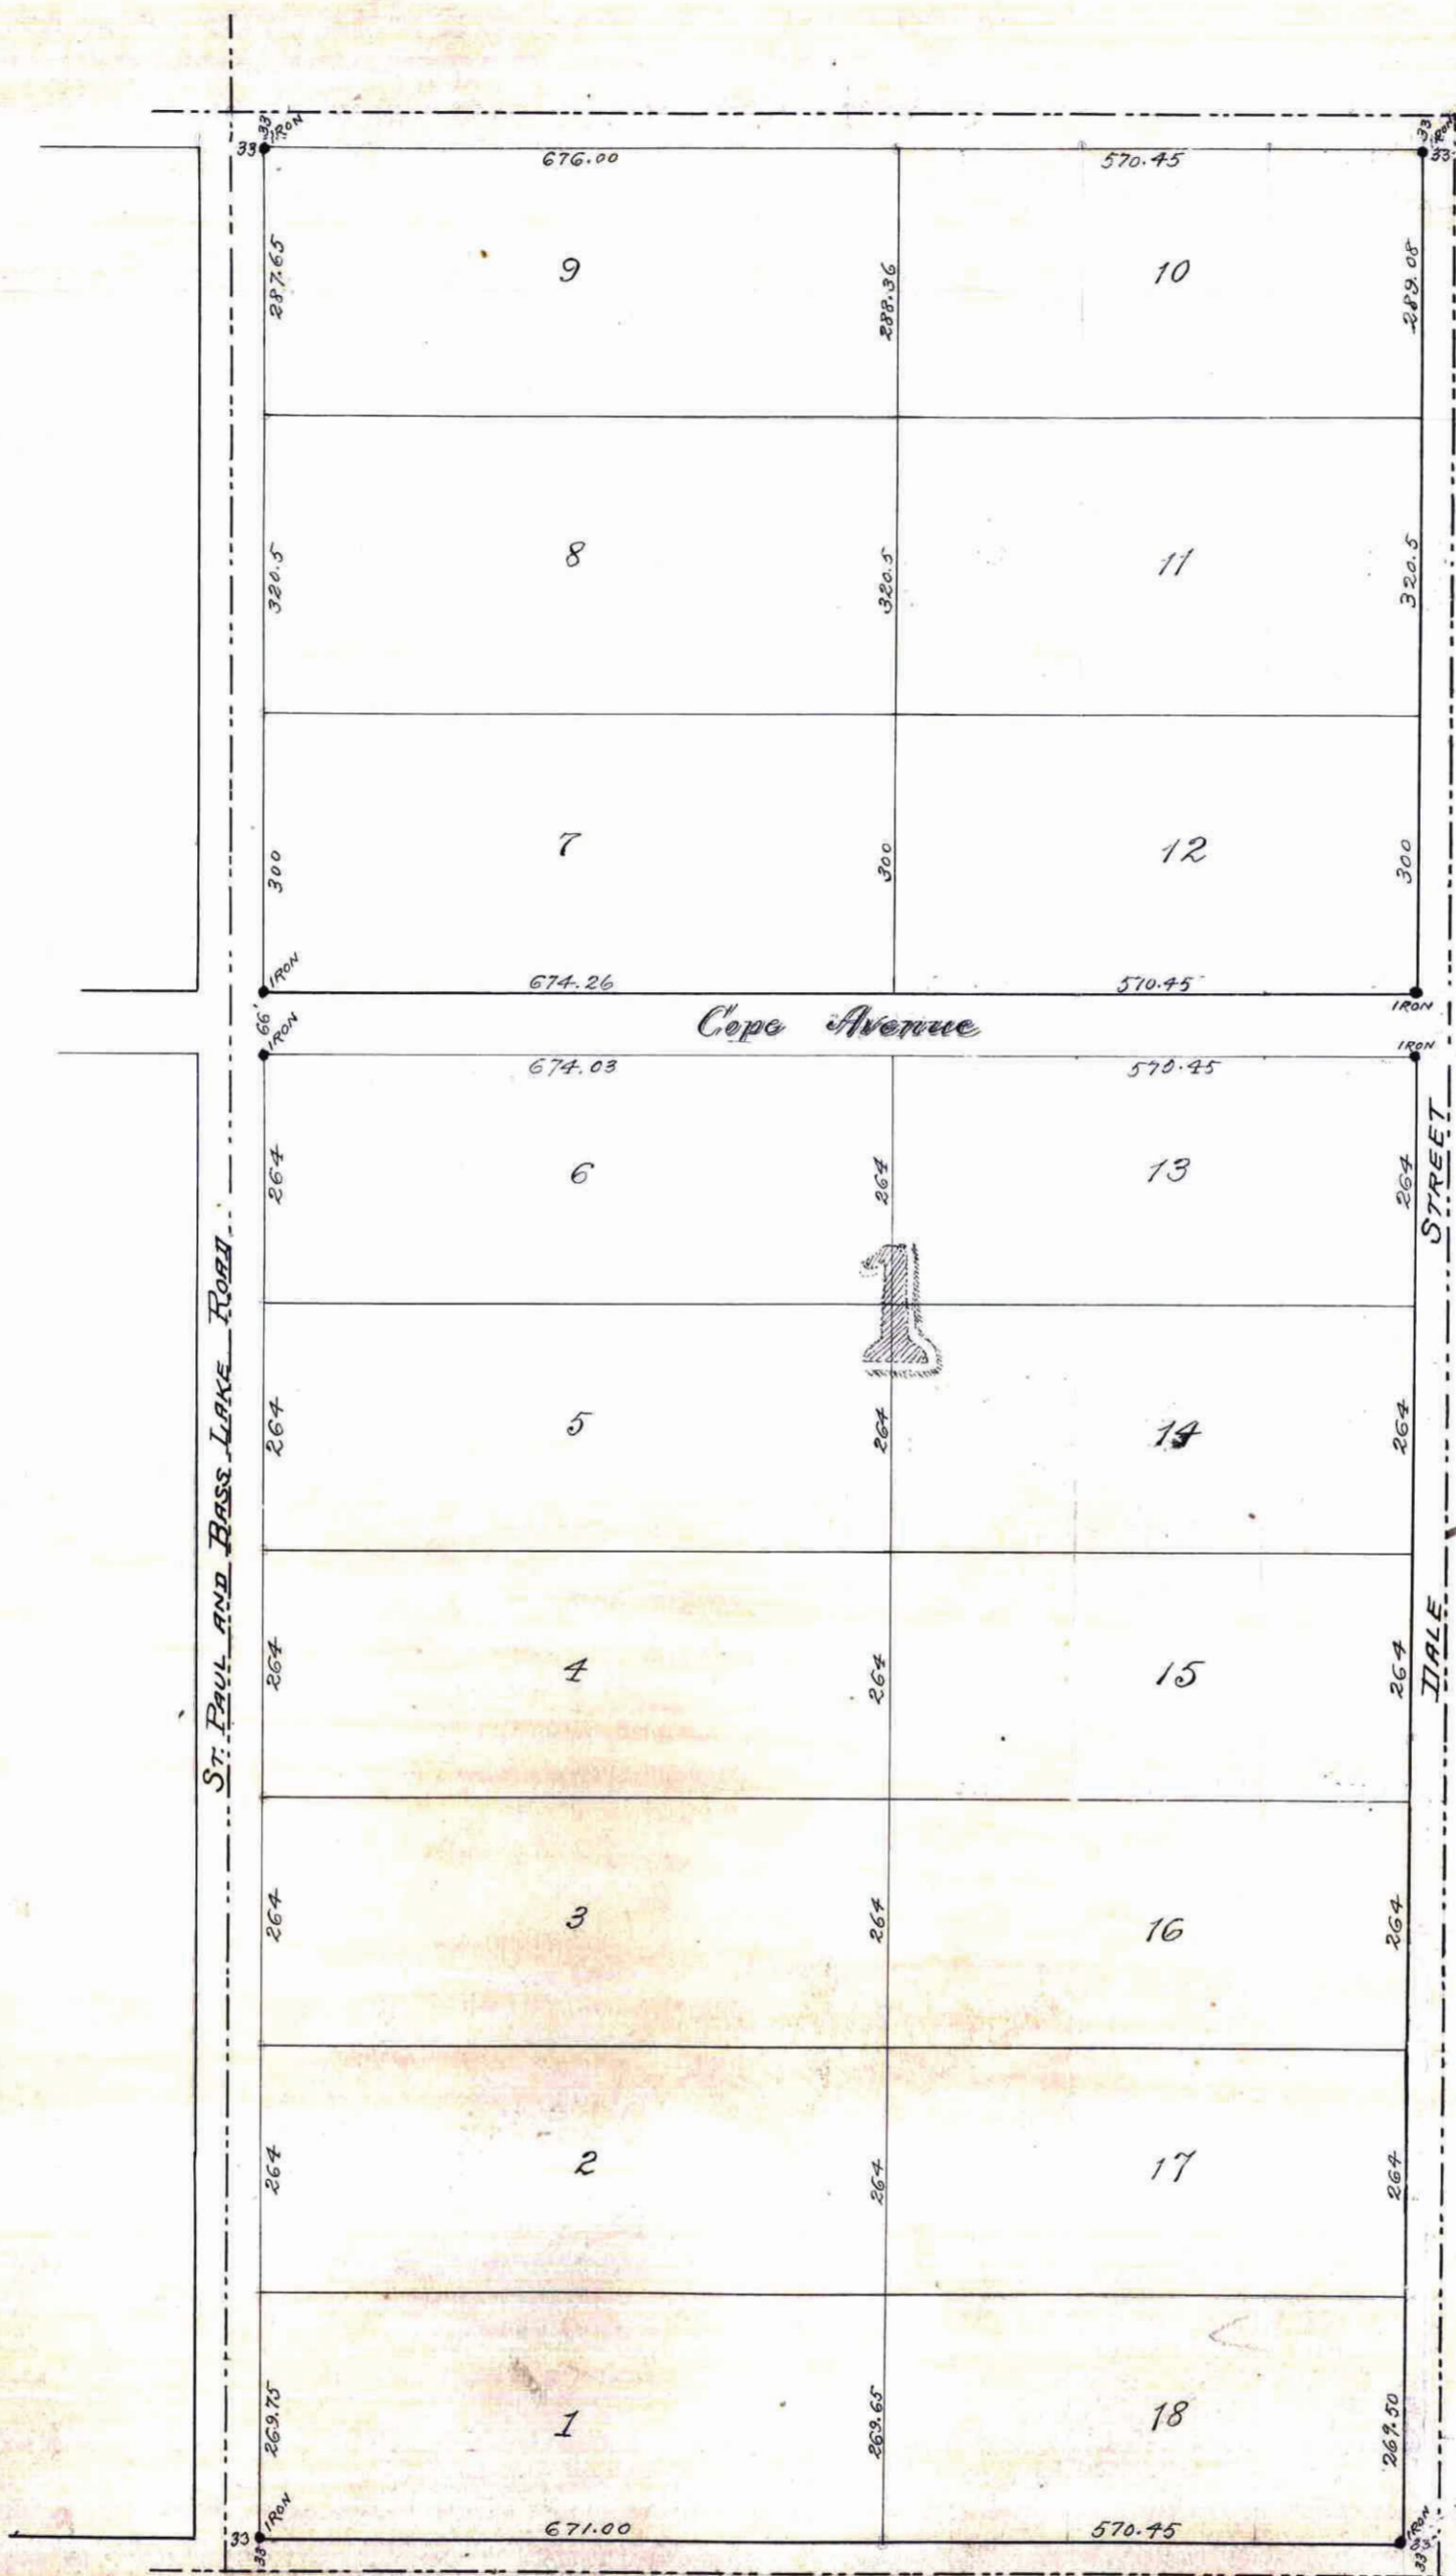 33 IRON
33
676.00 570.45
33 IRON
33
287.65 9 288.36 10 289.08
320.5 8 320.5 11 320.5
300 7 300 12 300
IRON 674.26 570.45 IRON
66' Cope Avenue
IRON 674.03 570.45 IRON
264 6 264 13 264
1
264 5 264 14 264
264 4 264 15 264
264 3 264 16 264
264 2 264 17 264
269.75 1 269.65 18 269.50
IRON 671.00 570.45 IRON
33 33
33 33
ST. PAUL AND BASS LAKE ROAD
DALE STREET